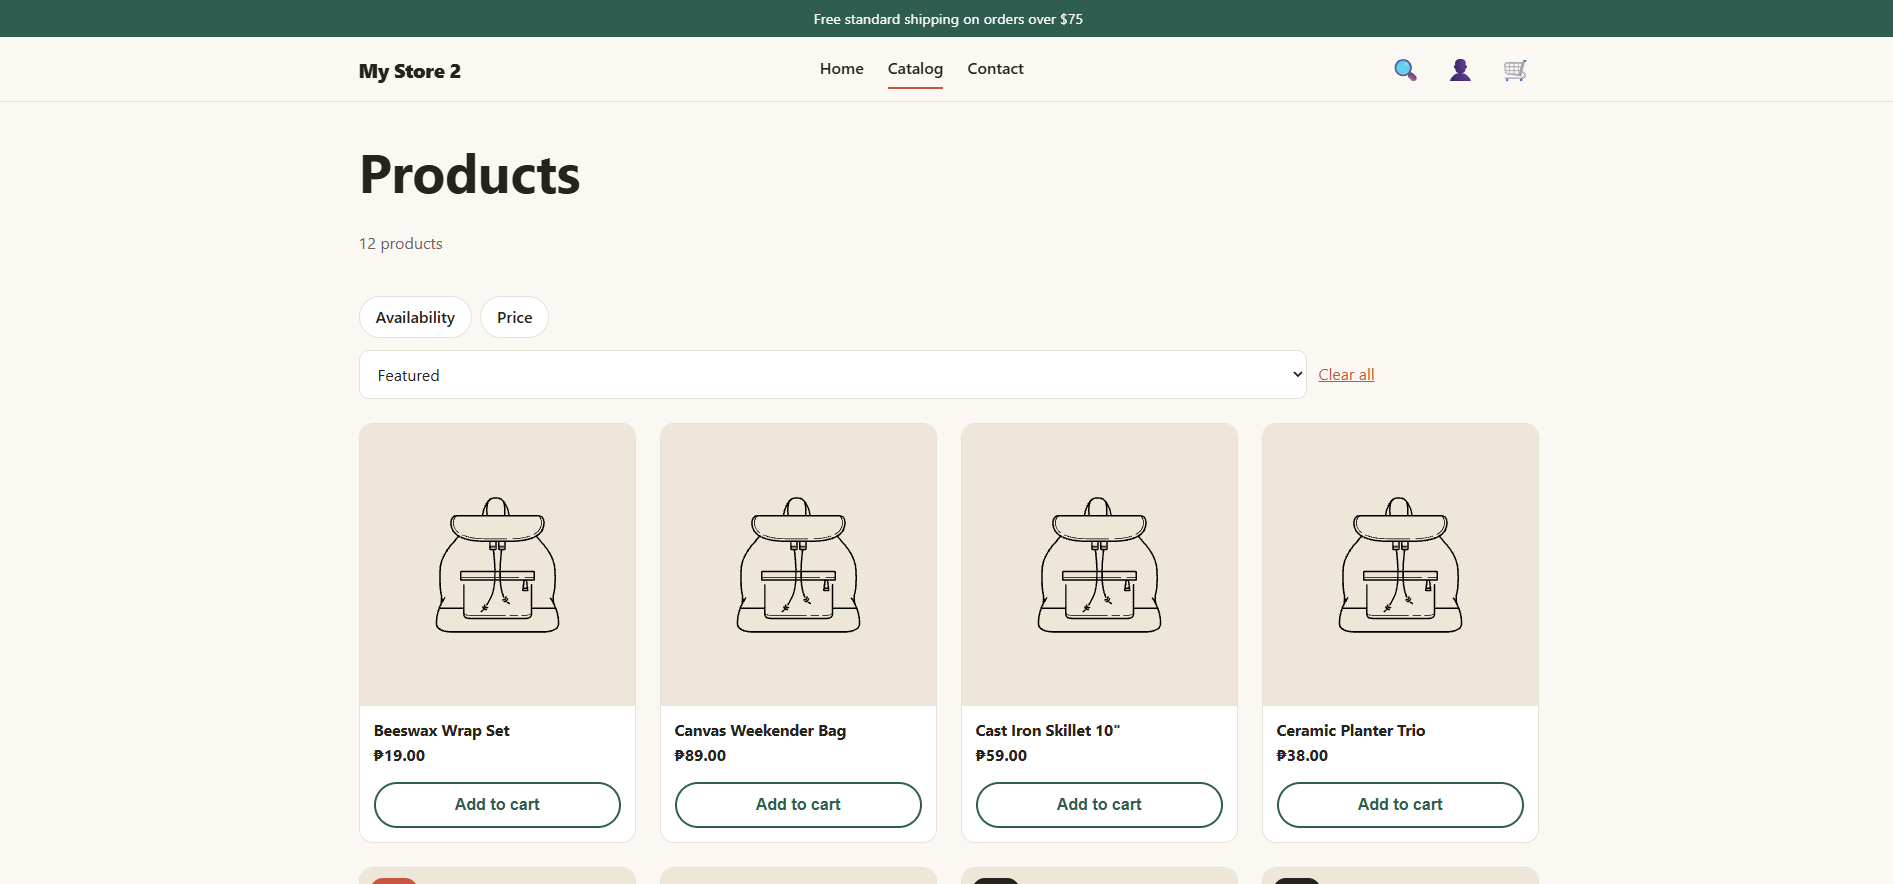 Free standard shipping on orders over $75
My Store 2
Home Catalog Contact
Products
12 products
Availability Price
Featured Clear all
Beeswax Wrap Set
₱19.00
Add to cart
Canvas Weekender Bag
₱89.00
Add to cart
Cast Iron Skillet 10"
₱59.00
Add to cart
Ceramic Planter Trio
₱38.00
Add to cart